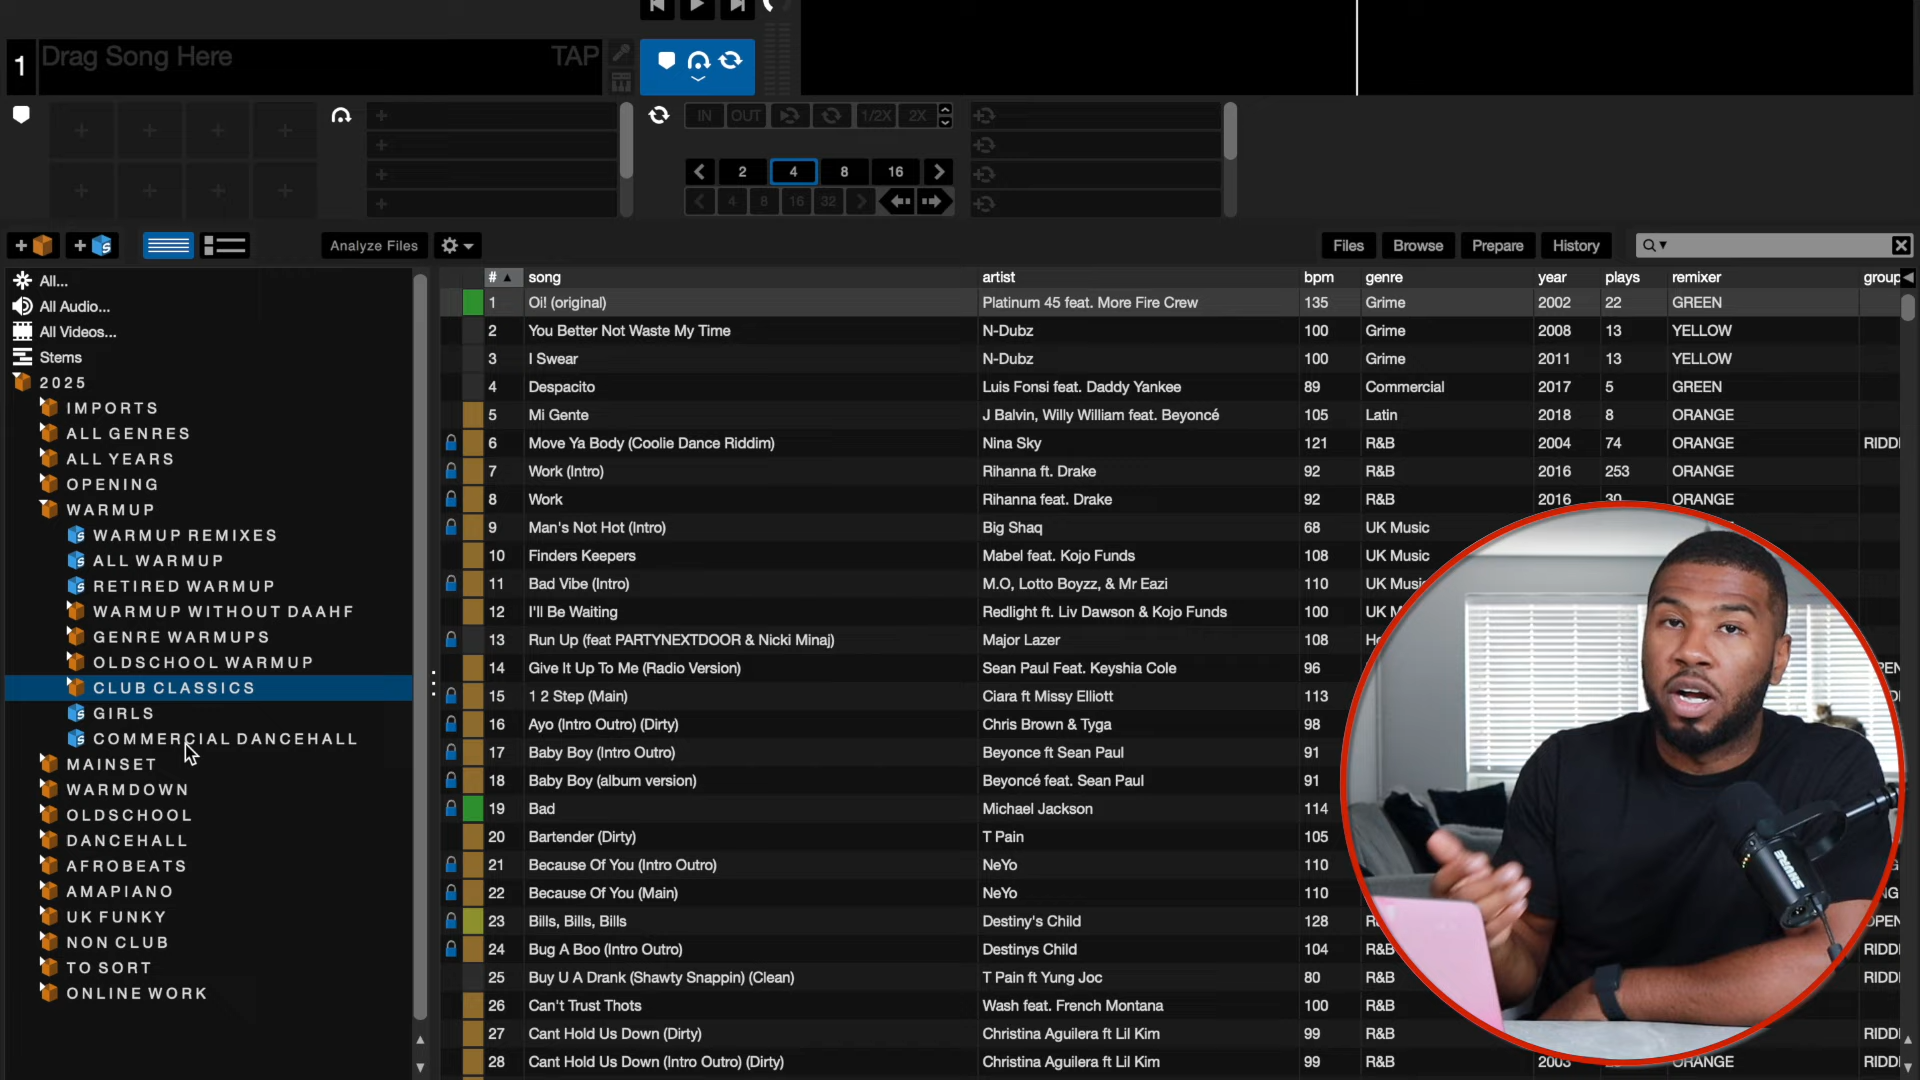 1 Drag Song Here TAP
IN OUT 1/2X 2X
2 4 8 16
4 8 16 32
Analyze Files Files Browse Prepare History
All...
All Audio...
All Videos...
Stems
2025
IMPORTS
ALL GENRES
ALL YEARS
OPENING
WARMUP
WARMUP REMIXES
ALL WARMUP
RETIRED WARMUP
WARMUP WITHOUT DAAHF
GENRE WARMUPS
OLDSCHOOL WARMUP
CLUB CLASSICS
GIRLS
COMMERCIAL DANCEHALL
MAINSET
WARMDOWN
OLDSCHOOL
DANCEHALL
AFROBEATS
AMAPIANO
UK FUNKY
NON CLUB
TO SORT
ONLINE WORK
# song artist bpm genre year plays remixer group
1 Oi! (original) Platinum 45 feat. More Fire Crew 135 Grime 2002 22 GREEN
2 You Better Not Waste My Time N-Dubz 100 Grime 2008 13 YELLOW
3 I Swear N-Dubz 100 Grime 2011 13 YELLOW
4 Despacito Luis Fonsi feat. Daddy Yankee 89 Commercial 2017 5 GREEN
5 Mi Gente J Balvin, Willy William feat. Beyoncé 105 Latin 2018 8 ORANGE
6 Move Ya Body (Coolie Dance Riddim) Nina Sky 121 R&B 2004 74 ORANGE RIDD
7 Work (Intro) Rihanna ft. Drake 92 R&B 2016 253 ORANGE
8 Work Rihanna feat. Drake 92 R&B 2016 30 ORANGE
9 Man's Not Hot (Intro) Big Shaq 68 UK Music
10 Finders Keepers Mabel feat. Kojo Funds 108 UK Music
11 Bad Vibe (Intro) M.O, Lotto Boyzz, & Mr Eazi 110 UK Music
12 I'll Be Waiting Redlight ft. Liv Dawson & Kojo Funds 100 UK M
13 Run Up (feat PARTYNEXTDOOR & Nicki Minaj) Major Lazer 108
14 Give It Up To Me (Radio Version) Sean Paul Feat. Keyshia Cole 96
15 1 2 Step (Main) Ciara ft Missy Elliott 113
16 Ayo (Intro Outro) (Dirty) Chris Brown & Tyga 98
17 Baby Boy (Intro Outro) Beyonce ft Sean Paul 91
18 Baby Boy (album version) Beyoncé feat. Sean Paul 91
19 Bad Michael Jackson 114
20 Bartender (Dirty) T Pain 105
21 Because Of You (Intro Outro) NeYo 110
22 Because Of You (Main) NeYo 110
23 Bills, Bills, Bills Destiny's Child 128
24 Bug A Boo (Intro Outro) Destinys Child 104 R&B RIDD
25 Buy U A Drank (Shawty Snappin) (Clean) T Pain ft Yung Joc 80 R&B RIDD
26 Can't Trust Thots Wash feat. French Montana 100 R&B
27 Cant Hold Us Down (Dirty) Christina Aguilera ft Lil Kim 99 R&B RIDD
28 Cant Hold Us Down (Intro Outro) (Dirty) Christina Aguilera ft Lil Kim 99 R&B 2003 ORANGE RIDD
SHURE